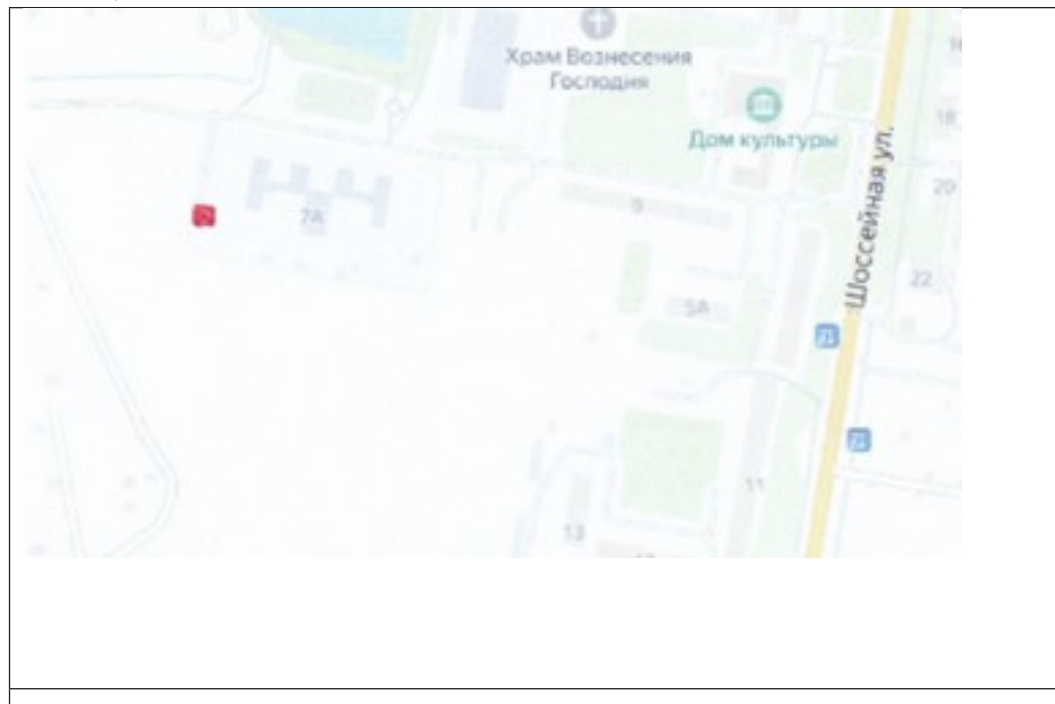 Храм Вознесения
Господня
Дом культуры
Шоссейная ул.
18
20
22
7А
9
5А
11
13